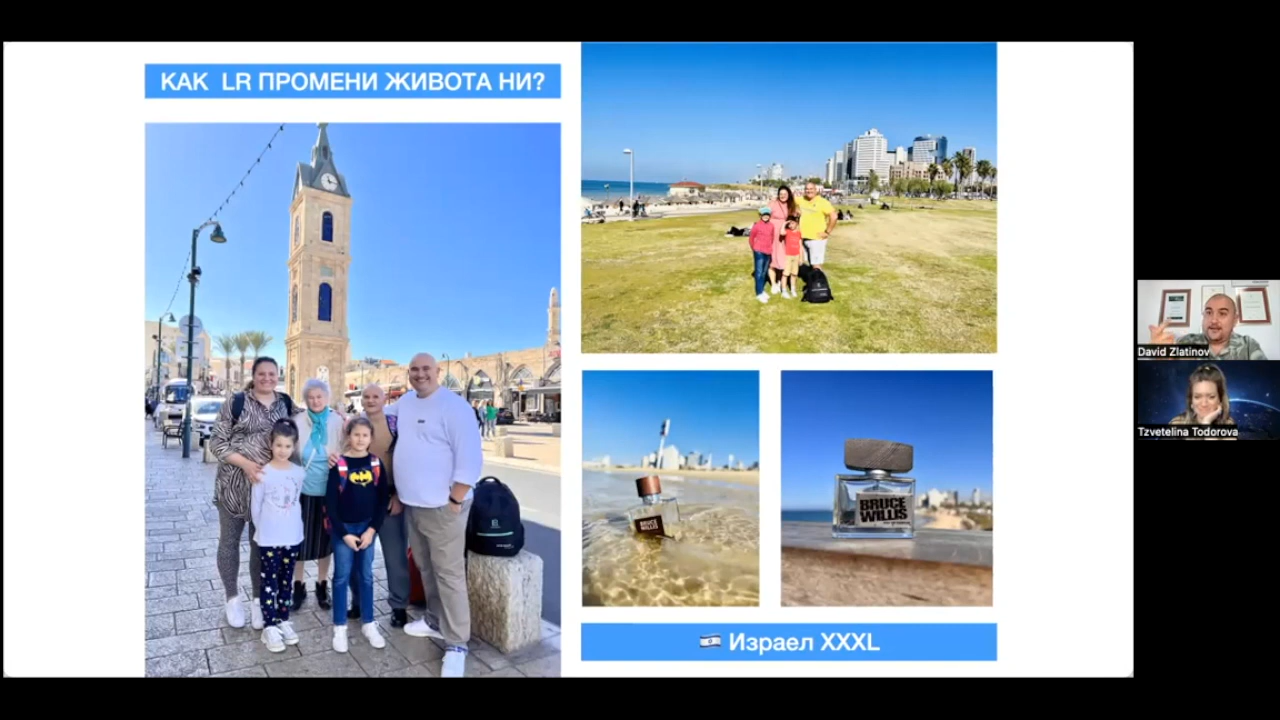 КАК LR ПРОМЕНИ ЖИВОТА НИ?
BRUCE
WILLIS
BRUCE
WILLIS
Израел XXXL
David Zlatinov
Tzvetelina Todorova